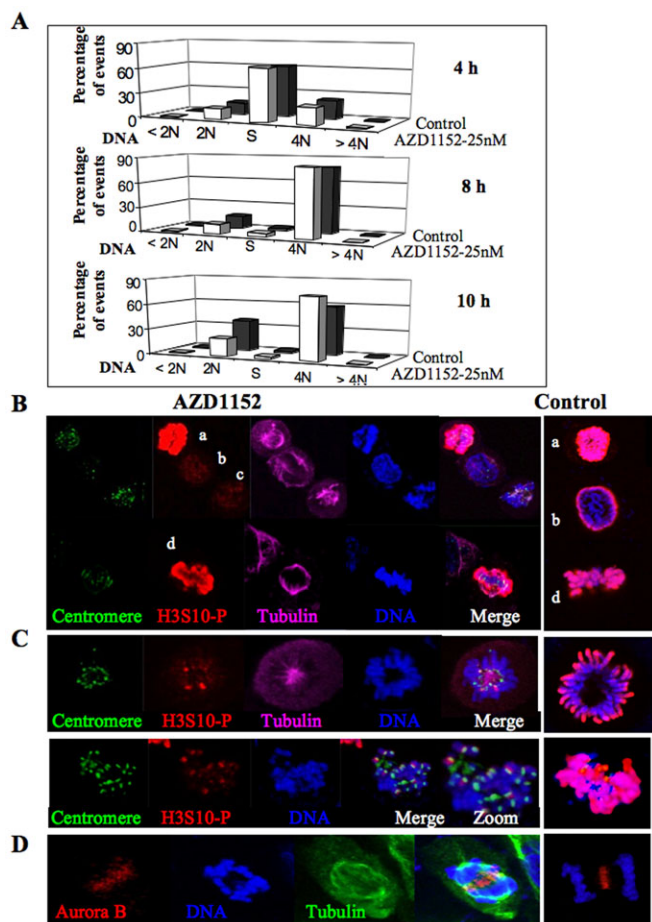 A
Percentage
of events
90
60
30
0
4 h
DNA
< 2N
2N
S
4N
> 4N
Control
AZD1152-25nM
Percentage
of events
90
60
30
0
8 h
DNA
< 2N
2N
S
4N
> 4N
Control
AZD1152-25nM
Percentage
of events
90
60
30
0
10 h
DNA
< 2N
2N
S
4N
> 4N
Control
AZD1152-25nM
B
AZD1152
Control
a
b
c
a
b
d
d
Centromere
H3S10-P
Tubulin
DNA
Merge
C
Centromere
H3S10-P
Tubulin
DNA
Merge
Centromere
H3S10-P
DNA
Merge
Zoom
D
Aurora B
DNA
Tubulin